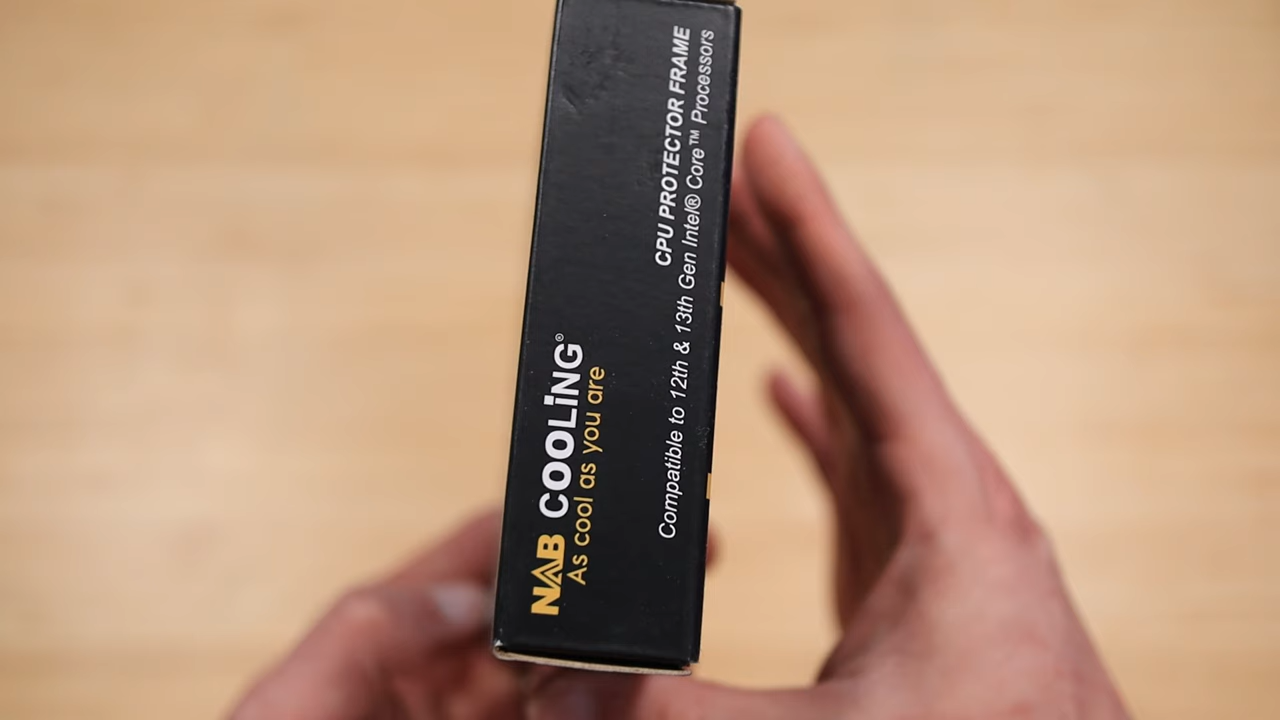 NAB COOLiNG®
As cool as you are
CPU PROTECTOR FRAME
Compatible to 12th & 13th Gen Intel® Core™ Processors